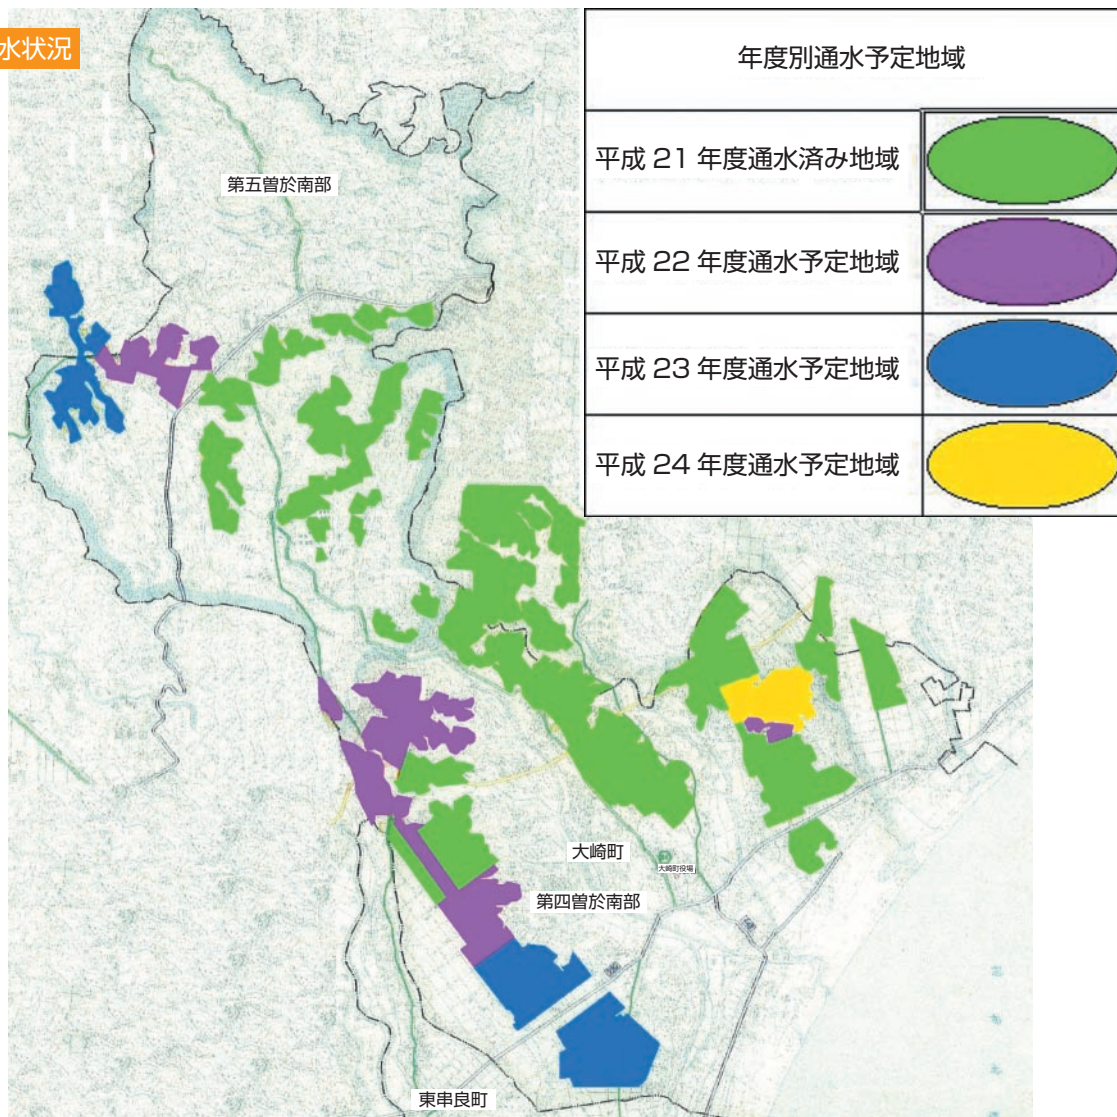 水状況
年度別通水予定地域
平成 21 年度通水済み地域
平成 22 年度通水予定地域
平成 23 年度通水予定地域
平成 24 年度通水予定地域
第五曽於南部
大崎町
大崎町役場
第四曽於南部
東串良町